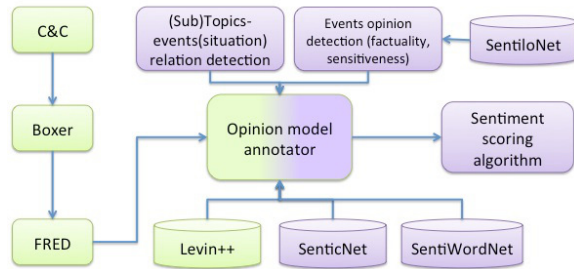 C&C
(Sub)Topics-
events(situation)
relation detection
Events opinion
detection (factuality,
sensitiveness)
SentiloNet
Boxer
Opinion model
annotator
Sentiment
scoring
algorithm
FRED
Levin++
SenticNet
SentiWordNet